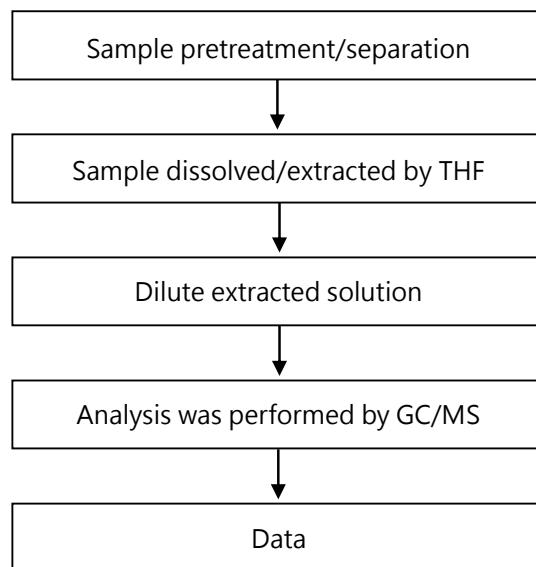 Sample pretreatment/separation
Sample dissolved/extracted by THF
Dilute extracted solution
Analysis was performed by GC/MS
Data